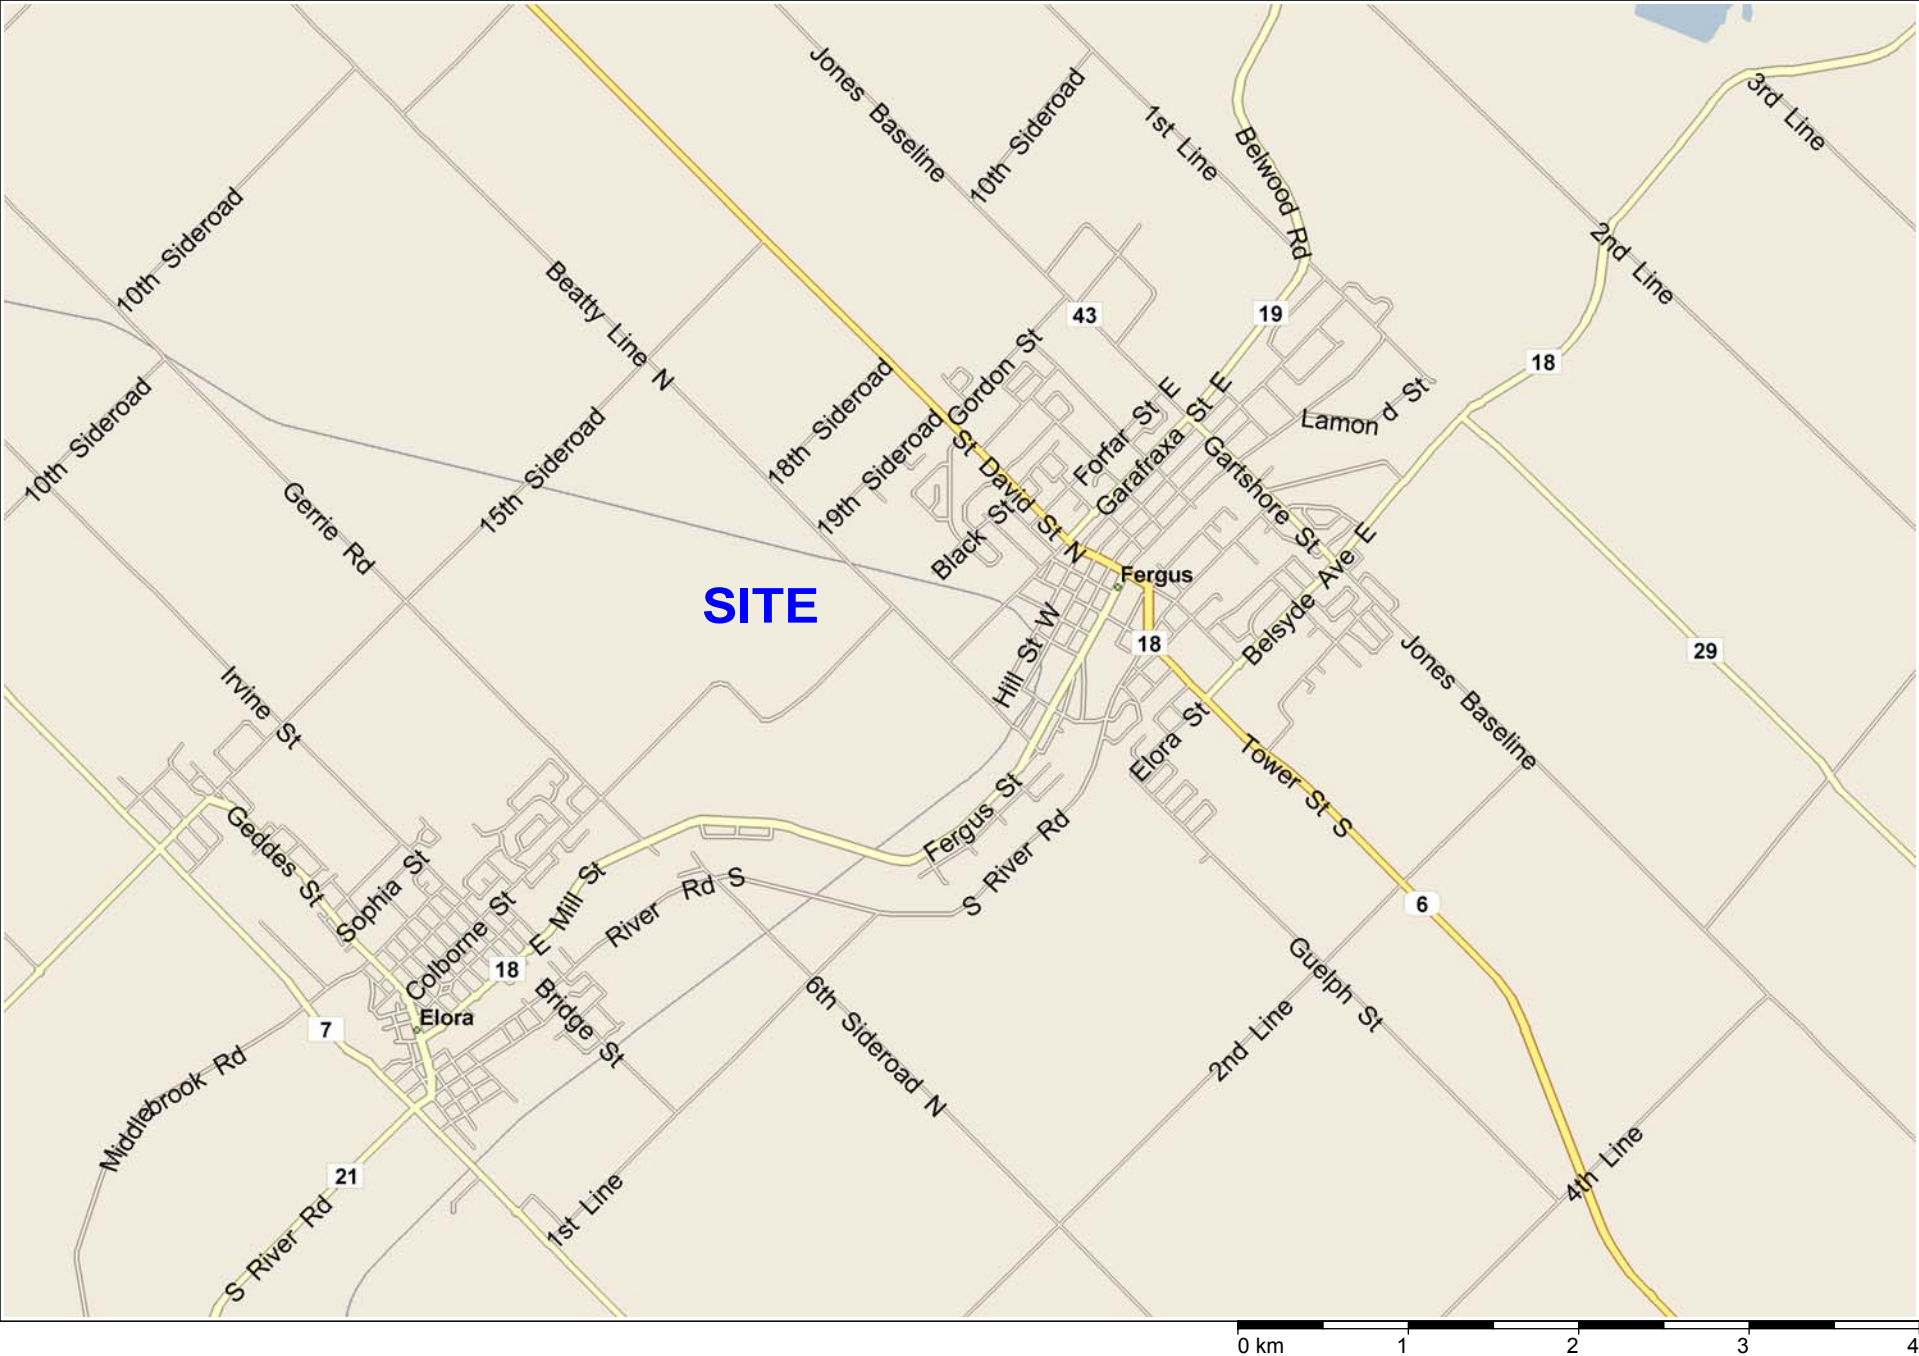 Jones Baseline
10th Sideroad
1st Line
Belwood Rd
3rd Line
2nd Line
10th Sideroad
Beatty Line N
43
19
18
10th Sideroad
Gerrie Rd
15th Sideroad
18th Sideroad
19th Sideroad
Gordon St
St David St N
Black St
Forfar St E
Garafraxa St E
Lamon d St
Gartshore St
Belsyde Ave E
Fergus
SITE
Hill St W
18
29
Jones Baseline
Irvine St
Elora St
Tower St S
Geddes St
Sophia St
Colborne St
E Mill St
Fergus St
S River Rd
River Rd S
6
18
Guelph St
Bridge St
6th Sideroad N
2nd Line
Elora
7
Middlebrook Rd
21
S River Rd
1st Line
4th Line
0 km 1 2 3 4